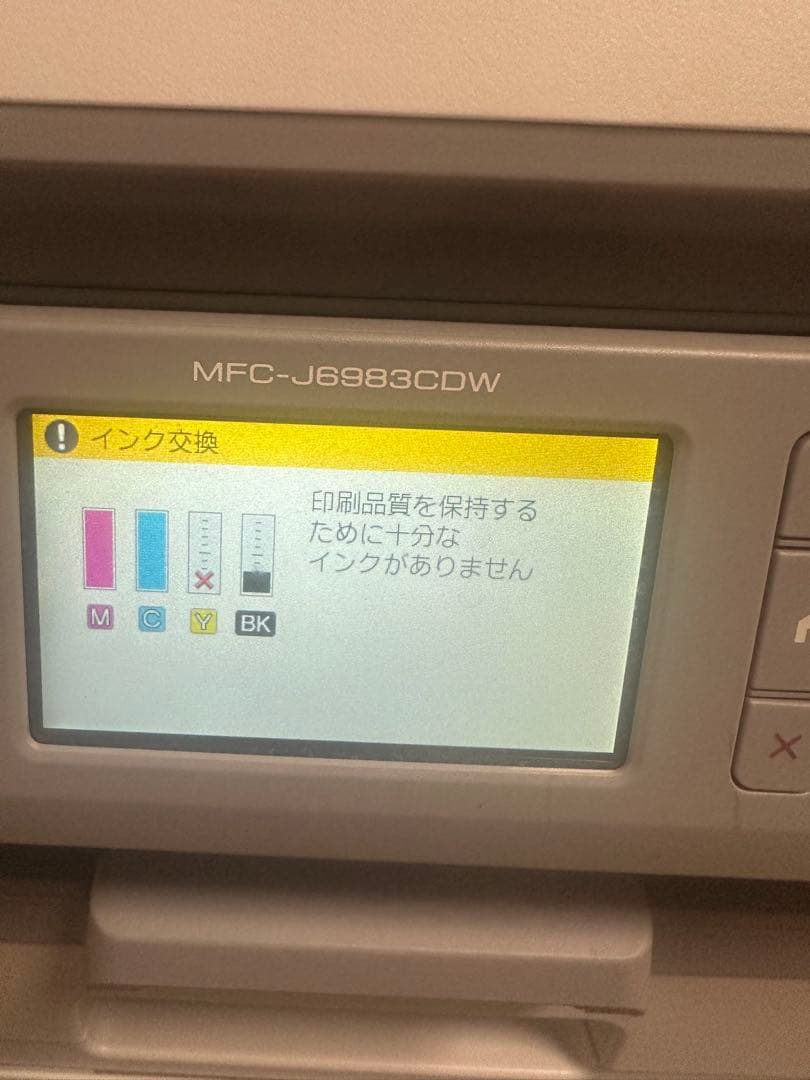 MFC-J6983CDW
! インク交換
印刷品質を保持する
ために十分な
インクがありません
M C Y BK